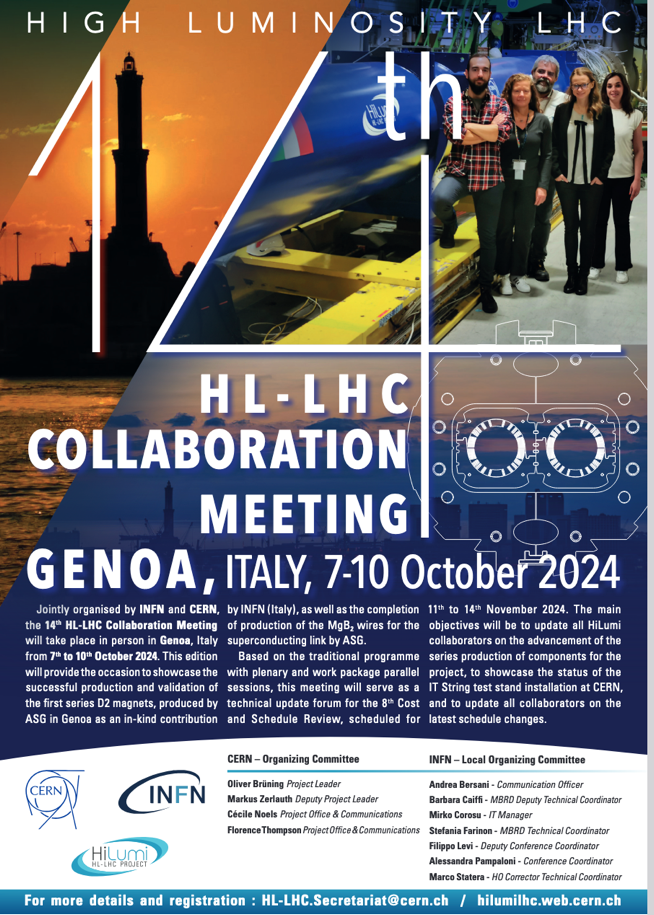 HIGH LUMINOSITY LHC
14th
HiLumi
HL-LHC
COLLABORATION
MEETING
GENOA, ITALY, 7-10 October 2024
Jointly organised by INFN and CERN,
the 14th HL-LHC Collaboration Meeting
will take place in person in Genoa, Italy
from 7th to 10th October 2024. This edition
will provide the occasion to showcase the
successful production and validation of
the first series D2 magnets, produced by
ASG in Genoa as an in-kind contribution
by INFN (Italy), as well as the completion
of production of the MgB₂ wires for the
superconducting link by ASG.
Based on the traditional programme
with plenary and work package parallel
sessions, this meeting will serve as a
technical update forum for the 8th Cost
and Schedule Review, scheduled for
11th to 14th November 2024. The main
objectives will be to update all HiLumi
collaborators on the advancement of the
series production of components for the
project, to showcase the status of the
IT String test stand installation at CERN,
and to update all collaborators on the
latest schedule changes.
CERN
INFN
HiLumi
HL-LHC PROJECT
CERN – Organizing Committee
Oliver Brüning Project Leader
Markus Zerlauth Deputy Project Leader
Cécile Noels Project Office & Communications
Florence Thompson Project Office & Communications
INFN – Local Organizing Committee
Andrea Bersani - Communication Officer
Barbara Caiffi - MBRD Deputy Technical Coordinator
Mirko Corosu - IT Manager
Stefania Farinon - MBRD Technical Coordinator
Filippo Levi - Deputy Conference Coordinator
Alessandra Pampaloni - Conference Coordinator
Marco Statera - HO Corrector Technical Coordinator
For more details and registration : HL-LHC.Secretariat@cern.ch / hilumilhc.web.cern.ch